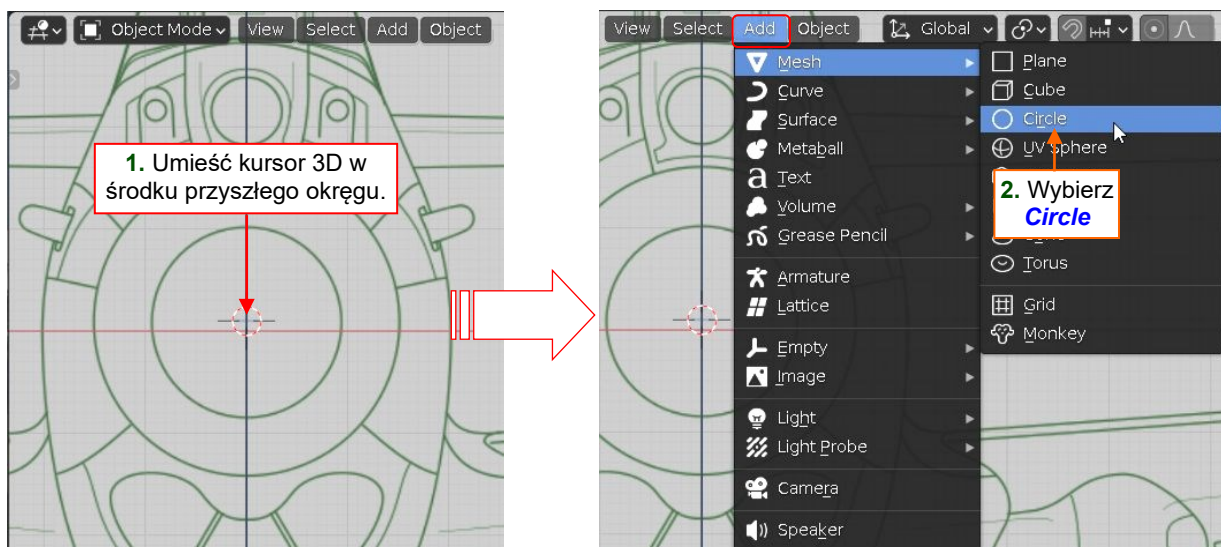 Object Mode View Select Add Object
1. Umieść kursor 3D w
środku przyszłego okręgu.
View Select Add Object Global
Mesh
Curve
Surface
Metaball
Text
Volume
Grease Pencil
Armature
Lattice
Empty
Image
Light
Light Probe
Camera
Speaker
Plane
Cube
Circle
UV Sphere
2. Wybierz
Circle
Torus
Grid
Monkey